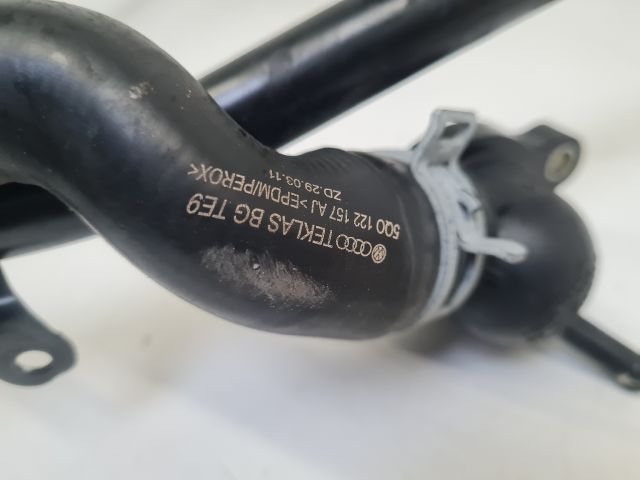 TEKLAS BG TE9
5Q0 122 157 AJ >EPDM/PEROX<
ZD.29.03.11